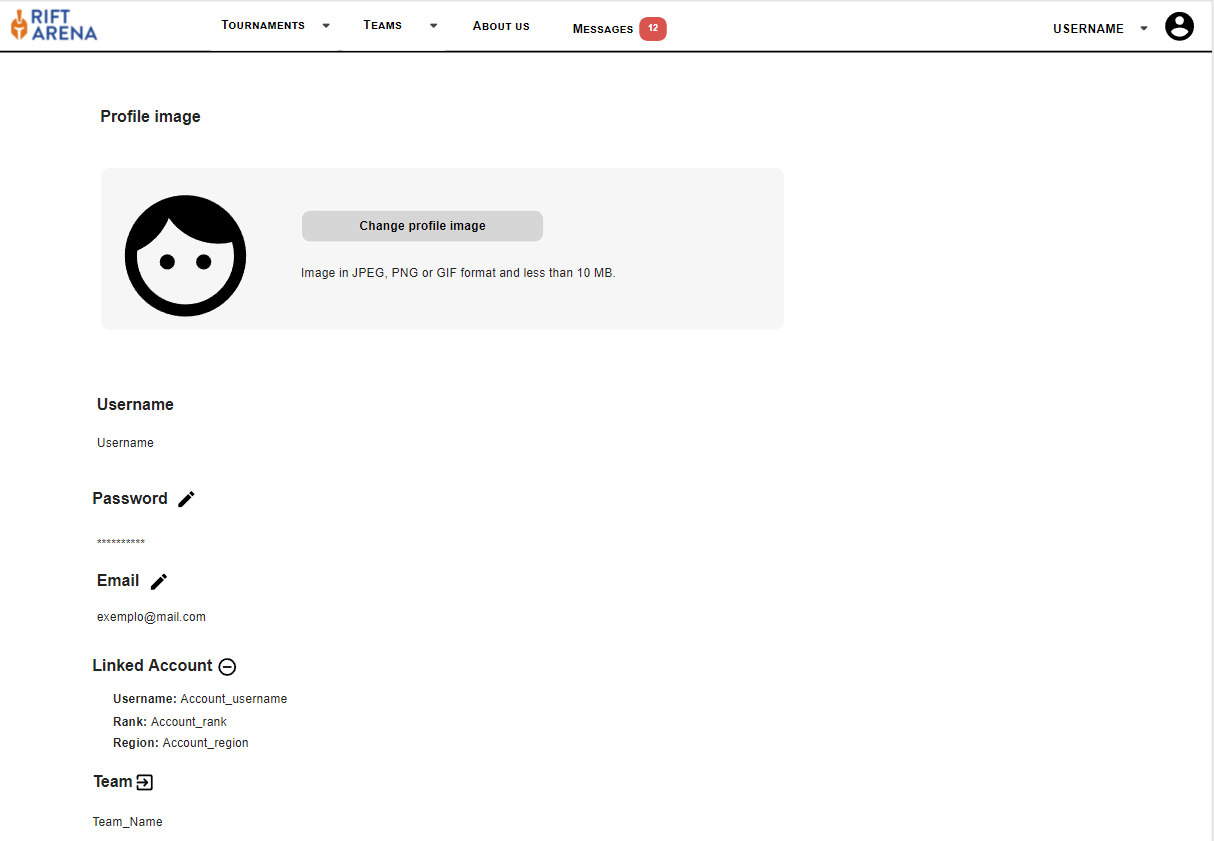 RIFT
ARENA
TOURNAMENTS
TEAMS
ABOUT US
MESSAGES 12
USERNAME
Profile image
Change profile image
Image in JPEG, PNG or GIF format and less than 10 MB.
Username
Username
Password
**********
Email
exemplo@mail.com
Linked Account
Username: Account_username
Rank: Account_rank
Region: Account_region
Team
Team_Name